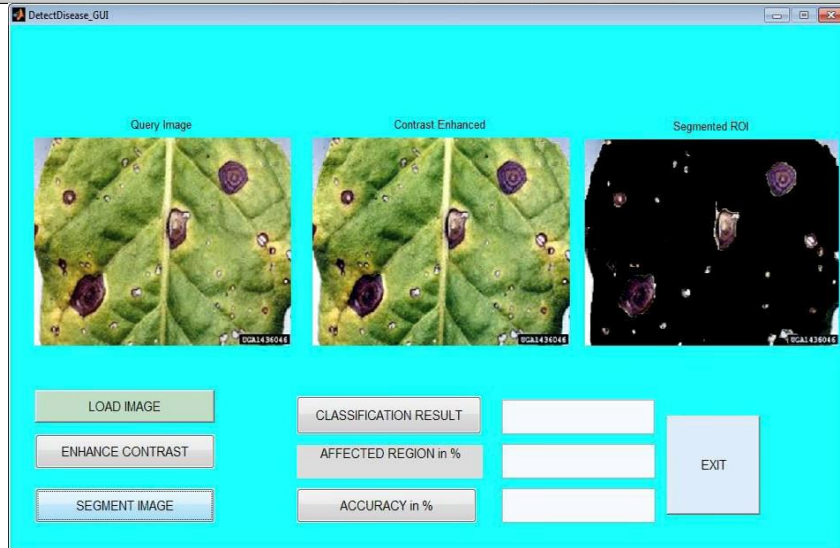 DetectDisease_GUI
Query Image
Contrast Enhanced
Segmented ROI
UGA1436046
UGA1436046
UGA1436046
LOAD IMAGE
ENHANCE CONTRAST
SEGMENT IMAGE
CLASSIFICATION RESULT
AFFECTED REGION in %
ACCURACY in %
EXIT